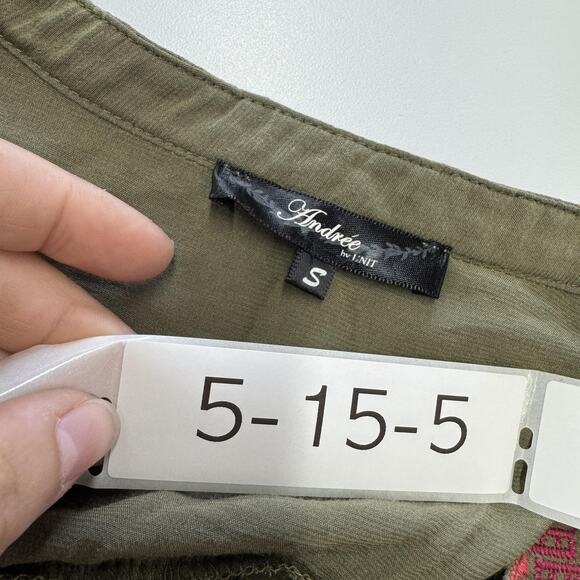 Andrée
by UNIT
S
5-15-5